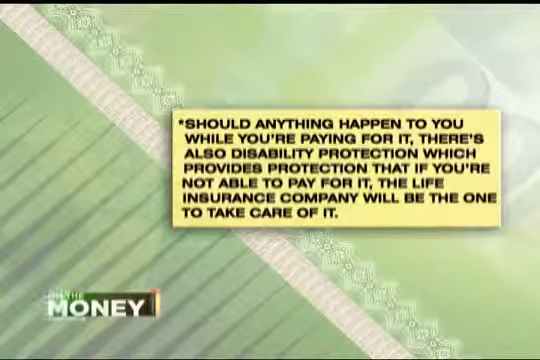 *SHOULD ANYTHING HAPPEN TO YOU
WHILE YOU'RE PAYING FOR IT, THERE'S
ALSO DISABILITY PROTECTION WHICH
PROVIDES PROTECTION THAT IF YOU'RE
NOT ABLE TO PAY FOR IT, THE LIFE
INSURANCE COMPANY WILL BE THE ONE
TO TAKE CARE OF IT.
ON THE
MONEY